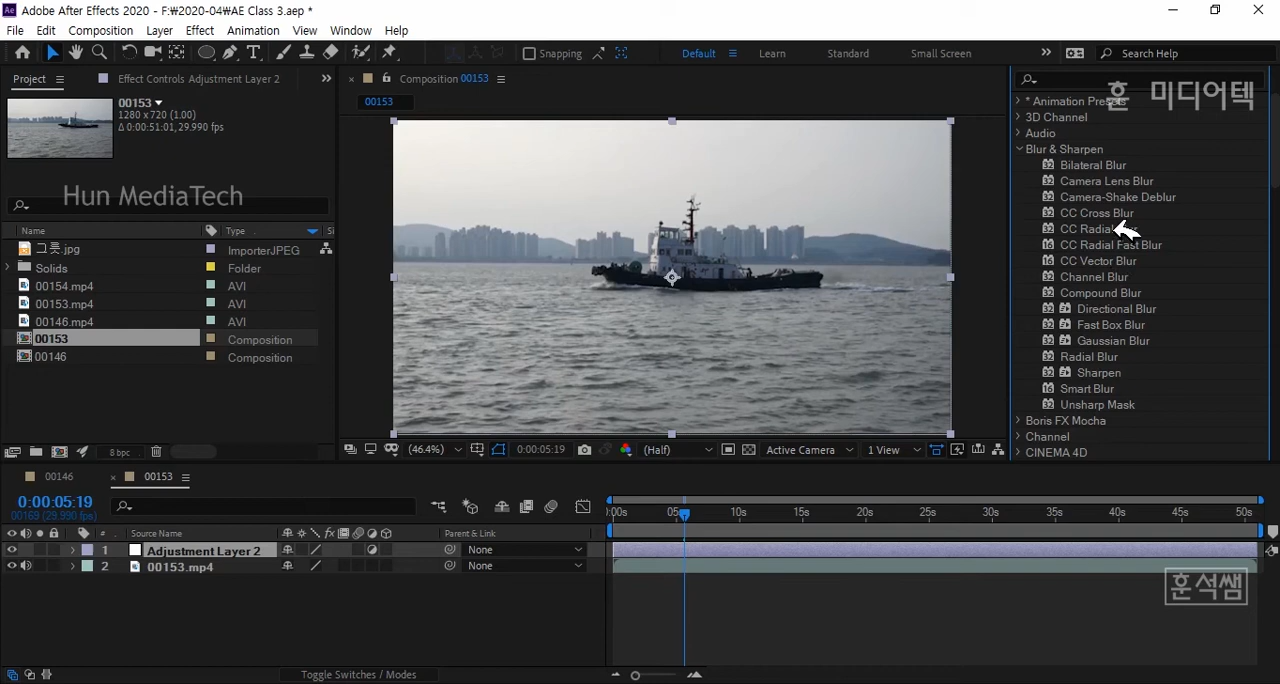 Adobe After Effects 2020 - F:₩2020-04₩AE Class 3.aep *
File Edit Composition Layer Effect Animation View Window Help
Snapping Default Learn Standard Small Screen Search Help
Project Effect Controls Adjustment Layer 2
Composition 00153
00153
1280 x 720 (1.00)
Δ 0:00:51:01, 29.990 fps
00153
훈 미디어텍
Hun MediaTech
Name Type
그릇.jpg ImporterJPEG
Solids Folder
00154.mp4 AVI
00153.mp4 AVI
00146.mp4 AVI
00153 Composition
00146 Composition
8 bpc
* Animation Presets
3D Channel
Audio
Blur & Sharpen
Bilateral Blur
Camera Lens Blur
Camera-Shake Deblur
CC Cross Blur
CC Radial
CC Radial Fast Blur
CC Vector Blur
Channel Blur
Compound Blur
Directional Blur
Fast Box Blur
Gaussian Blur
Radial Blur
Sharpen
Smart Blur
Unsharp Mask
Boris FX Mocha
Channel
CINEMA 4D
(46.4%) 0:00:05:19 (Half) Active Camera 1 View
00146 00153
0:00:05:19
00169 (29.990 fps)
:00s 05s 10s 15s 20s 25s 30s 35s 40s 45s 50s
# Source Name Parent & Link
1 Adjustment Layer 2 None
2 00153.mp4 None
훈석쌤
Toggle Switches / Modes